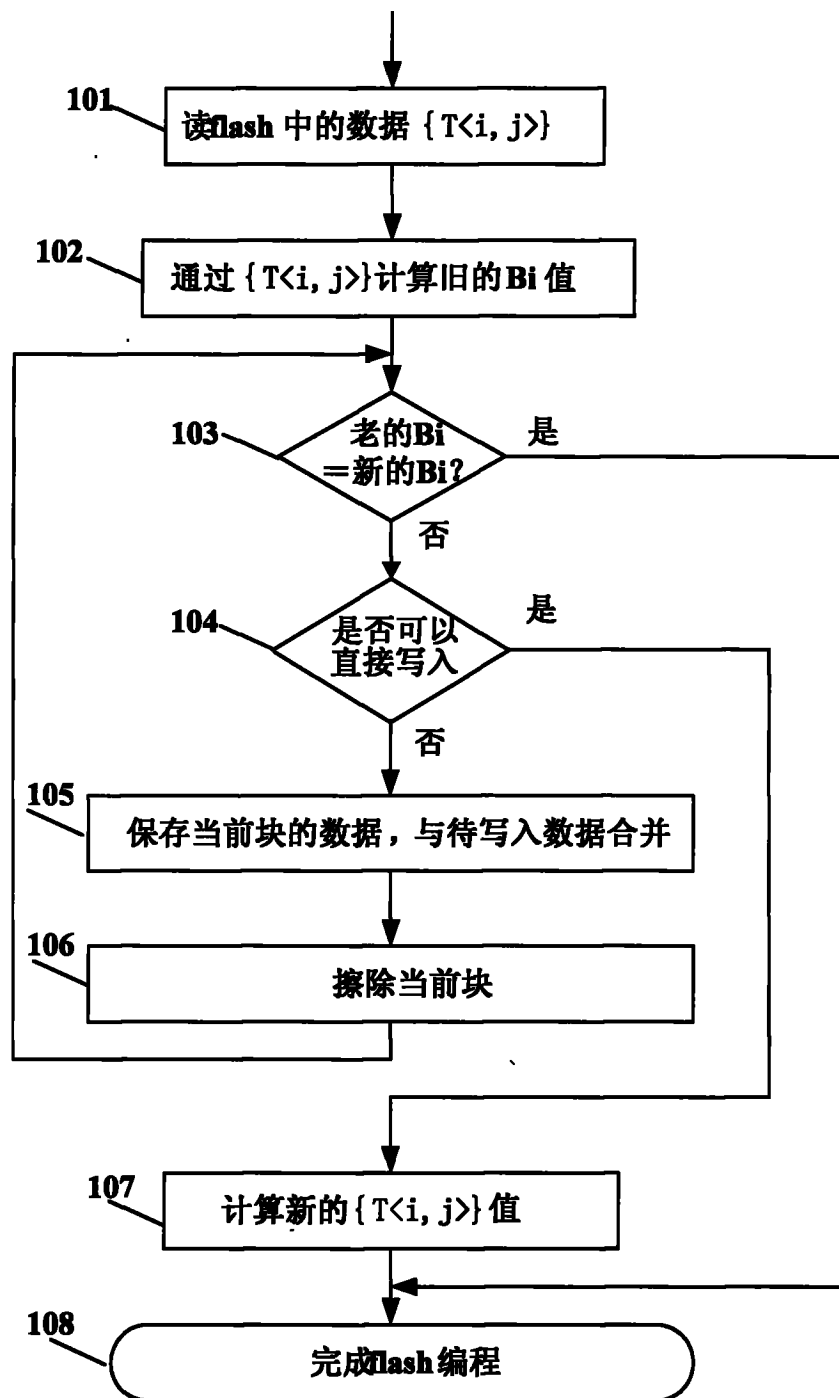 101
读flash 中的数据 {T<i, j>}
102
通过 {T<i, j>}计算旧的 Bi 值
103
老的Bi
=新的Bi?
是
否
104
是否可以
直接写入
是
否
105
保存当前块的数据，与待写入数据合并
106
擦除当前块
107
计算新的 {T<i, j>} 值
108
完成flash 编程